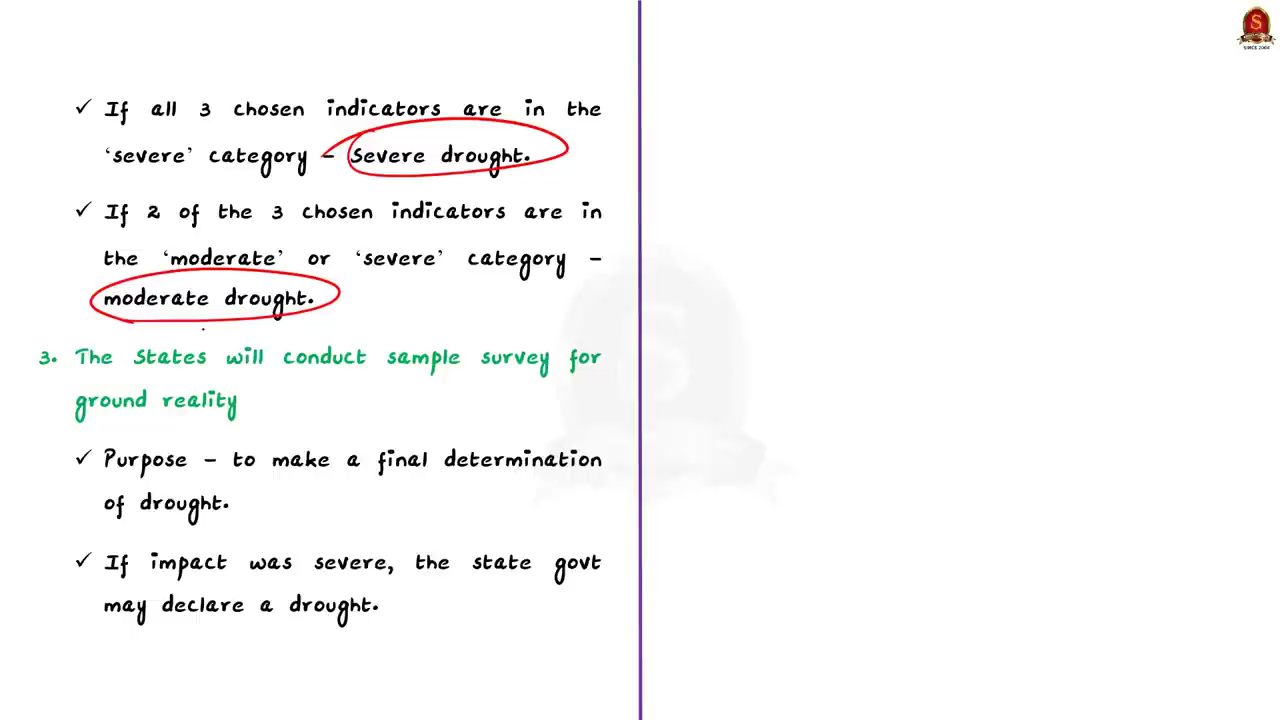 ✓ If all 3 chosen indicators are in the
'severe' category – Severe drought.
✓ If 2 of the 3 chosen indicators are in
the 'moderate' or 'severe' category –
moderate drought.
3. The States will conduct sample survey for
ground reality
✓ Purpose – to make a final determination
of drought.
✓ If impact was severe, the state govt
may declare a drought.
S
SINCE 2004